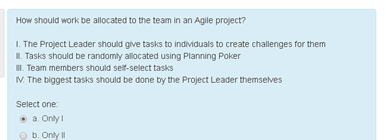 How should work be allocated to the team in an Agile project?
I. The Project Leader should give tasks to individuals to create challenges for them
II. Tasks should be randomly allocated using Planning Poker
III. Team members should self-select tasks
IV. The biggest tasks should be done by the Project Leader themselves
Select one:
a. Only I
b. Only II